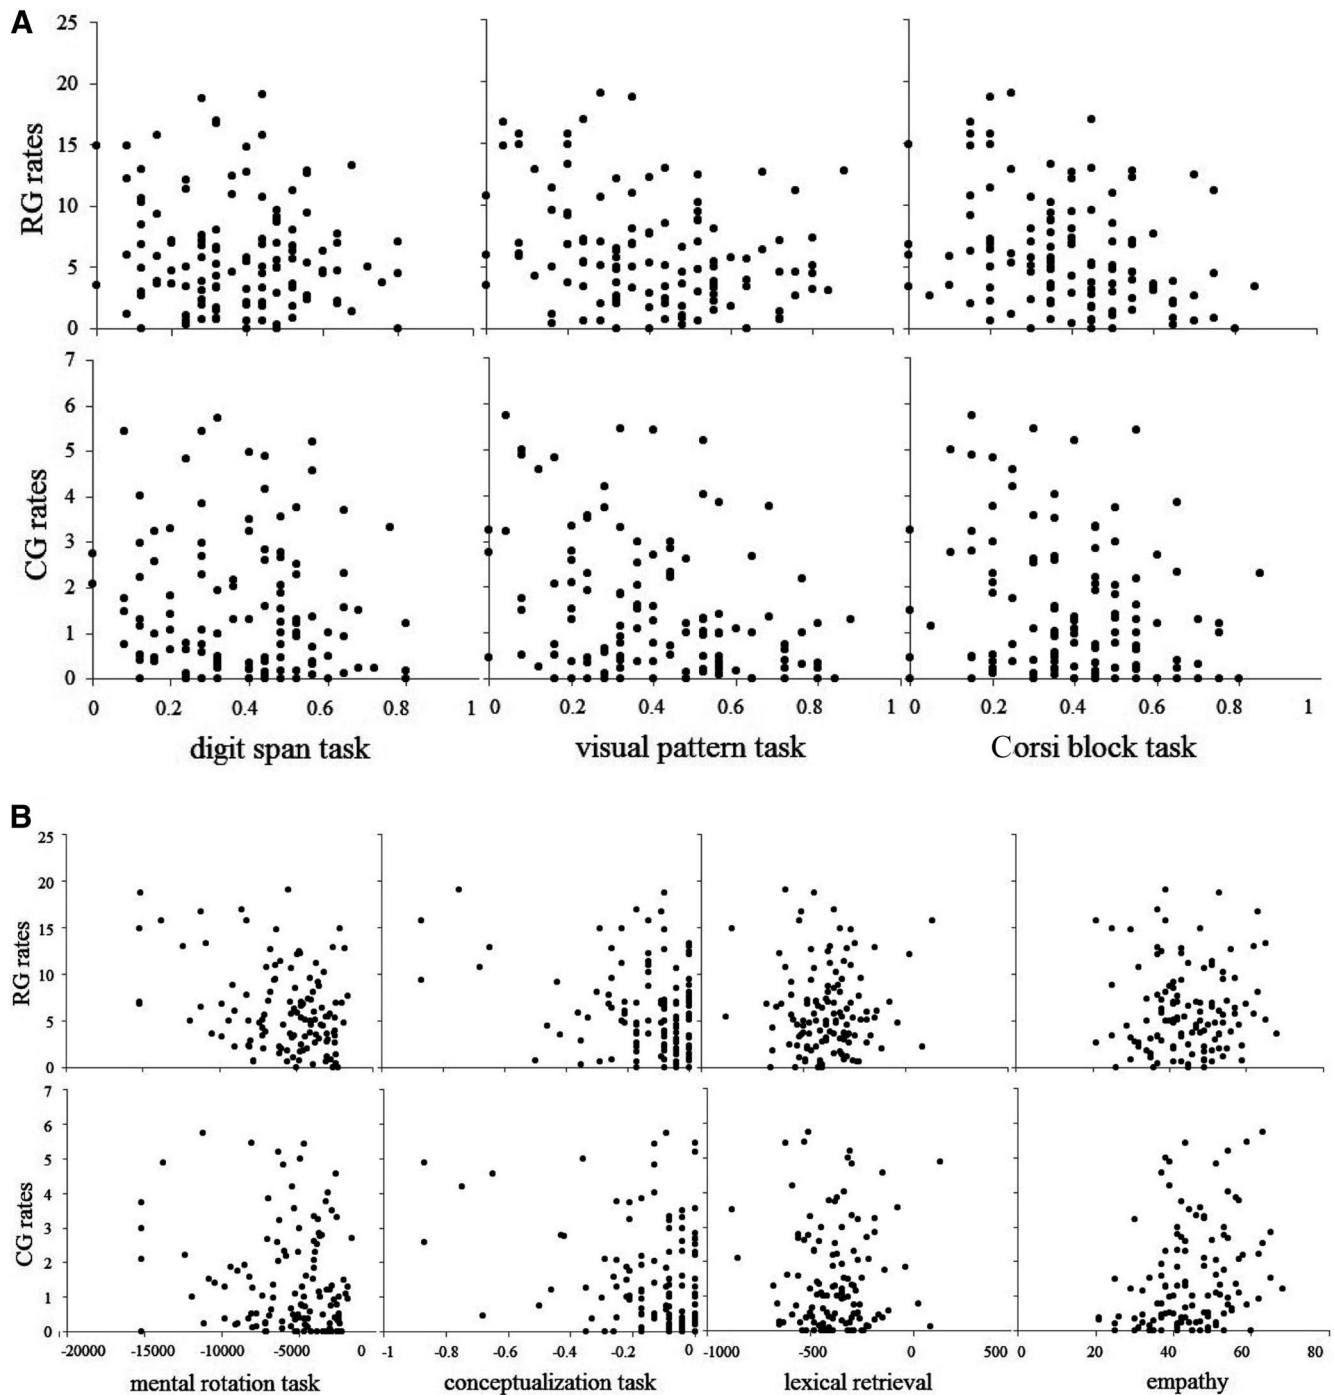 A
25
20
15
10
5
0
RG rates
7
6
5
4
3
2
1
0
CG rates
0 0.2 0.4 0.6 0.8 1 0 0.2 0.4 0.6 0.8 1 0 0.2 0.4 0.6 0.8 1
digit span task visual pattern task Corsi block task
B
25
20
15
10
5
0
RG rates
7
6
5
4
3
2
1
0
CG rates
-20000 -15000 -10000 -5000 0 -1 -0.8 -0.6 -0.4 -0.2 0 -1000 -500 0 500 0 20 40 60 80
mental rotation task conceptualization task lexical retrieval empathy